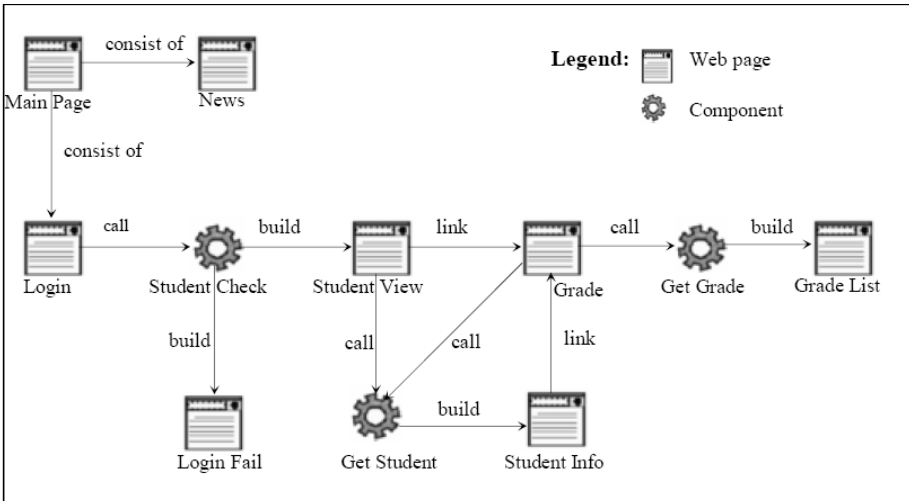 consist of
Legend:
Web page
Main Page
News
Component
consist of
call
build
link
call
build
Login
Student Check
Student View
Grade
Get Grade
Grade List
build
call
call
link
build
Login Fail
Get Student
Student Info